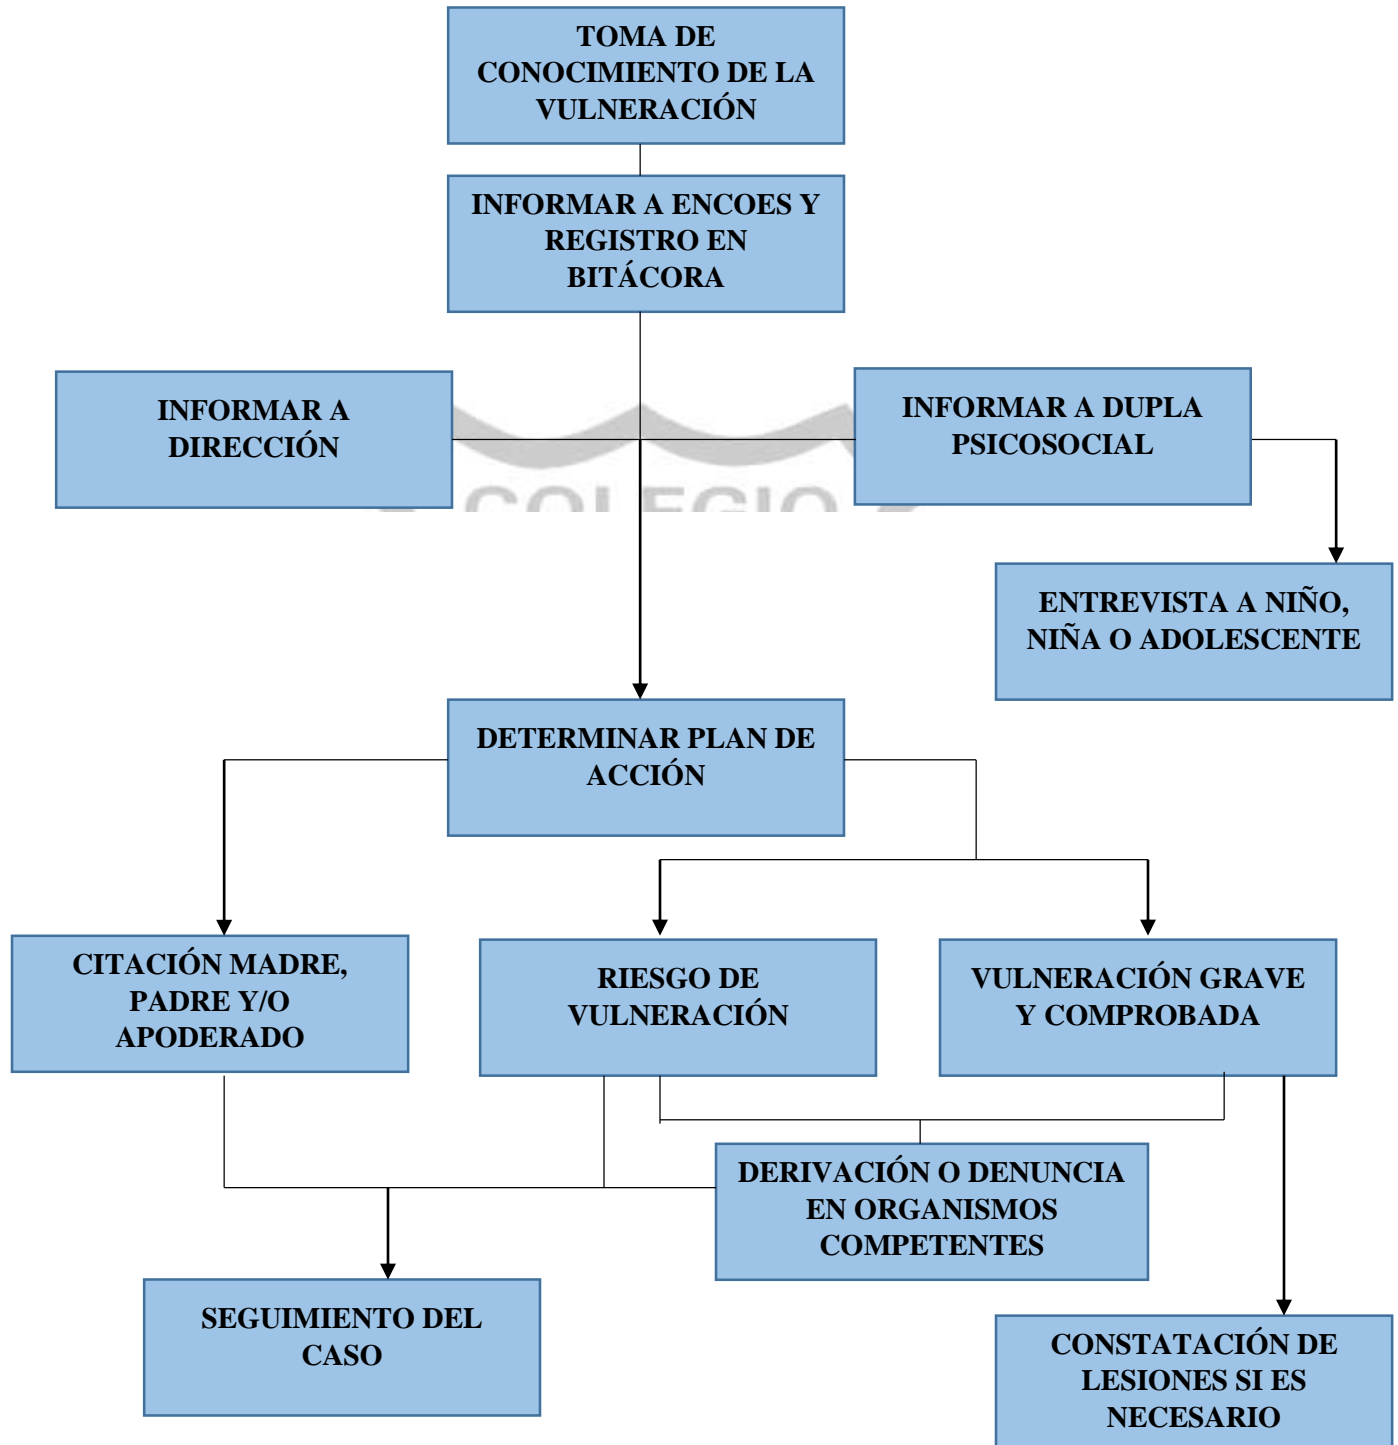 TOMA DE
CONOCIMIENTO DE LA
VULNERACIÓN
INFORMAR A ENCOES Y
REGISTRO EN
BITÁCORA
INFORMAR A
DIRECCIÓN
INFORMAR A DUPLA
PSICOSOCIAL
COLEGIO
ENTREVISTA A NIÑO,
NIÑA O ADOLESCENTE
DETERMINAR PLAN DE
ACCIÓN
CITACIÓN MADRE,
PADRE Y/O
APODERADO
RIESGO DE
VULNERACIÓN
VULNERACIÓN GRAVE
Y COMPROBADA
DERIVACIÓN O DENUNCIA
EN ORGANISMOS
COMPETENTES
SEGUIMIENTO DEL
CASO
CONSTATACIÓN DE
LESIONES SI ES
NECESARIO